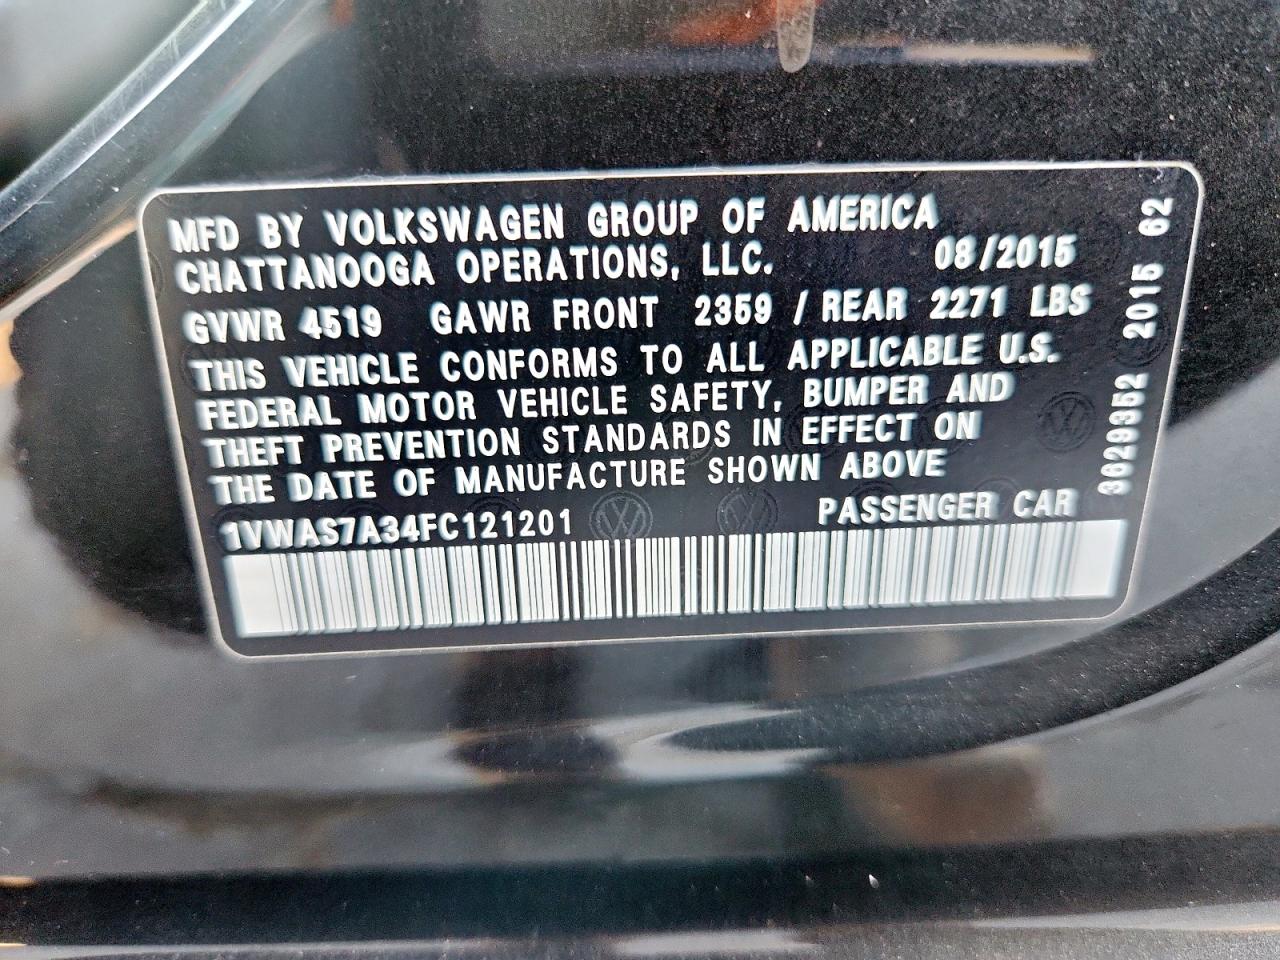 MFD BY VOLKSWAGEN GROUP OF AMERICA
CHATTANOOGA OPERATIONS, LLC. 08/2015
GVWR 4519 GAWR FRONT 2359 / REAR 2271 LBS
THIS VEHICLE CONFORMS TO ALL APPLICABLE U.S.
FEDERAL MOTOR VEHICLE SAFETY, BUMPER AND
THEFT PREVENTION STANDARDS IN EFFECT ON
THE DATE OF MANUFACTURE SHOWN ABOVE
1VWAS7A34FC121201 PASSENGER CAR
3629352 2015 62